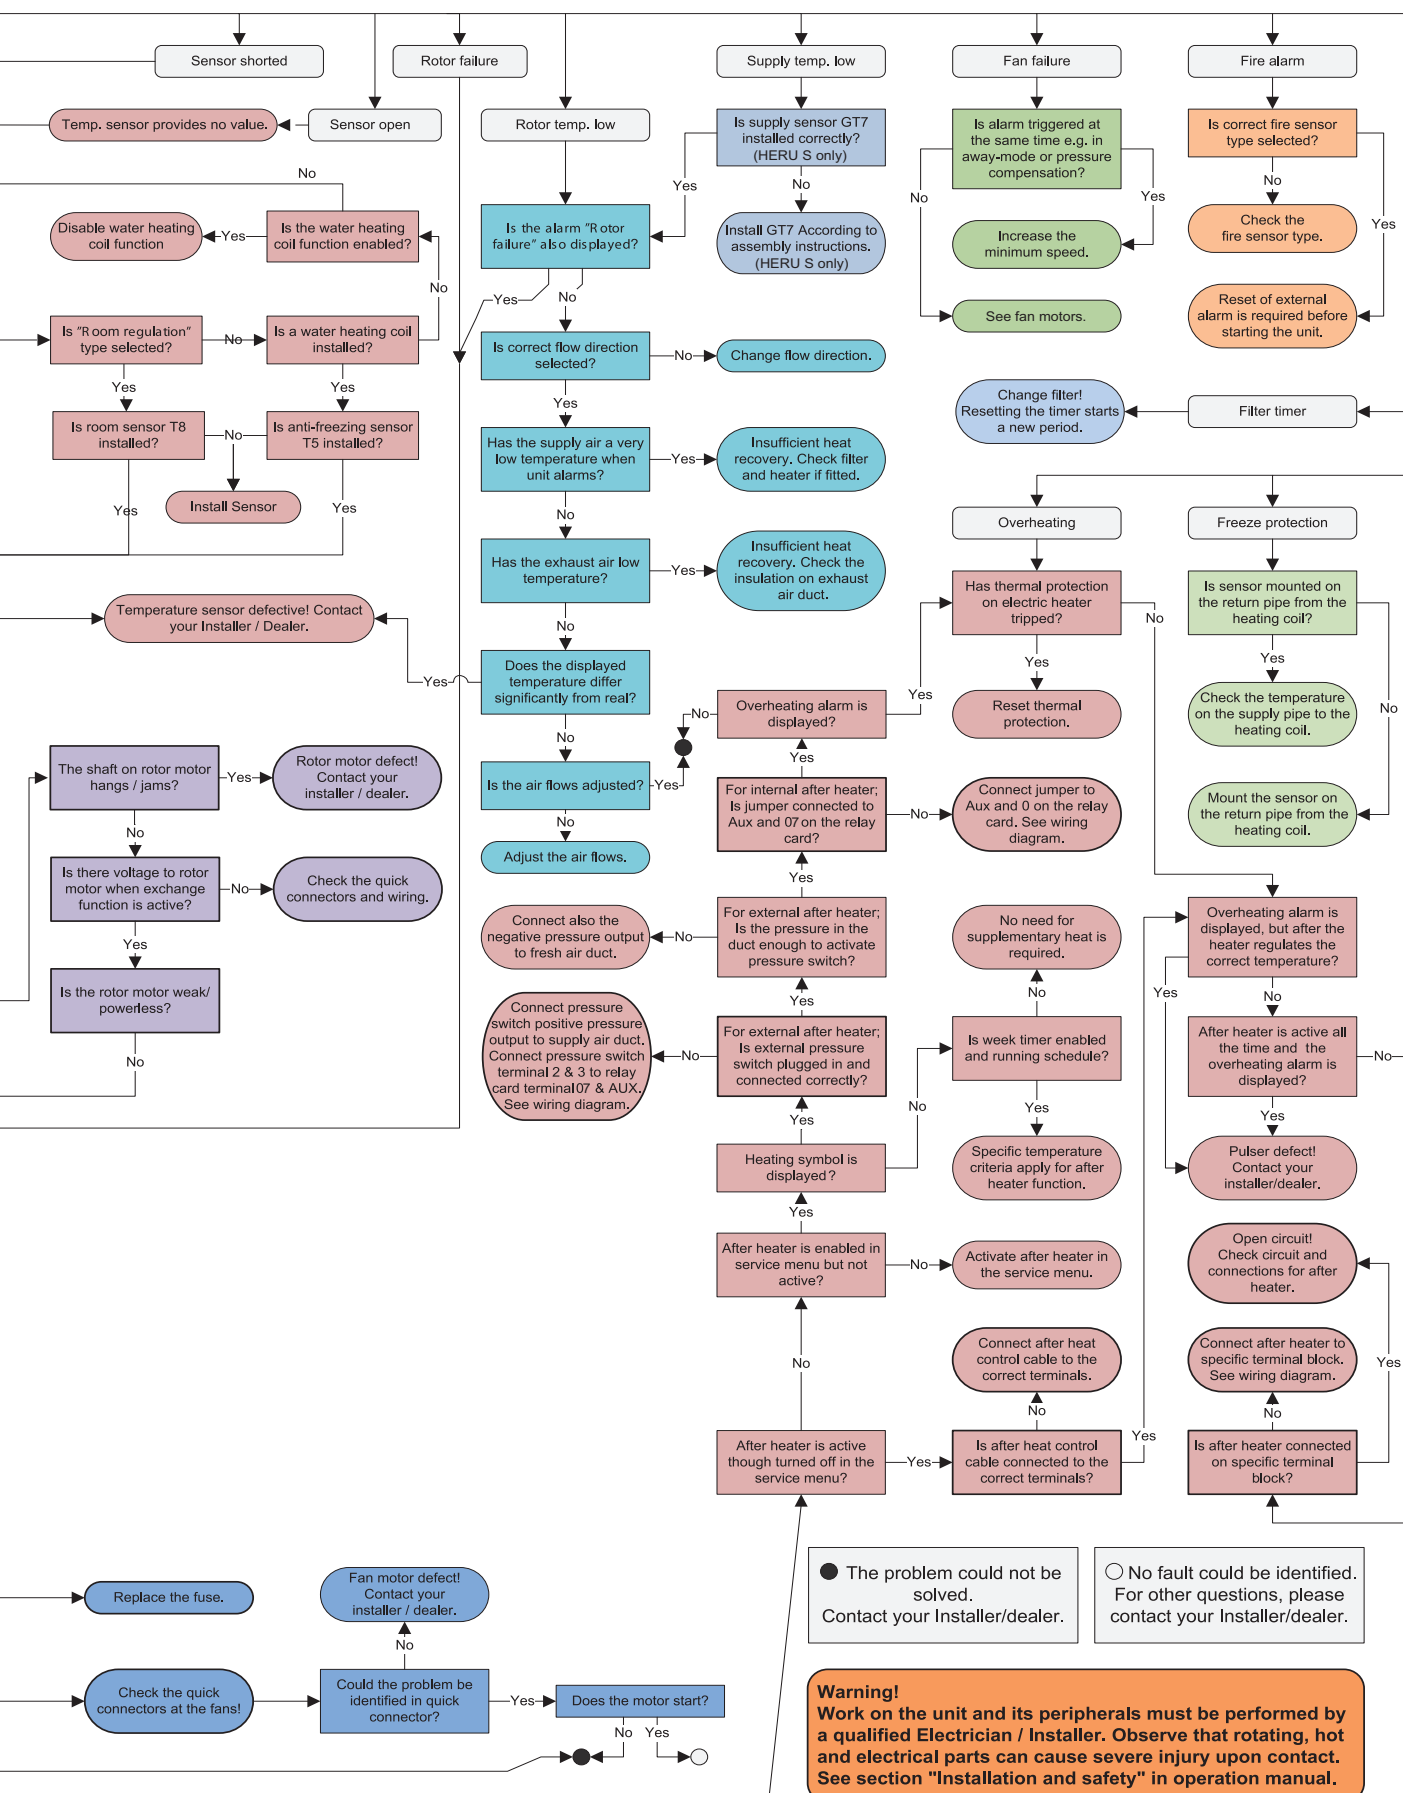 Sensor shorted
Rotor failure
Supply temp. low
Fan failure
Fire alarm
Temp. sensor provides no value.
Sensor open
Rotor temp. low
Is supply sensor GT7
installed correctly?
(HERU S only)
Is alarm triggered at
the same time e.g. in
away-mode or pressure
compensation?
Is correct fire sensor
type selected?
No
Yes
No
No
Yes
No
Yes
Disable water heating
coil function
Yes
Is the water heating
coil function enabled?
Is the alarm "Rotor
failure" also displayed?
Install GT7 According to
assembly instructions.
(HERU S only)
Increase the
minimum speed.
Check the
fire sensor type.
No
Yes
No
See fan motors.
Reset of external
alarm is required before
starting the unit.
Is "Room regulation"
type selected?
No
Is a water heating coil
installed?
Is correct flow direction
selected?
No
Change flow direction.
Yes
Yes
Yes
Change filter!
Resetting the timer starts
a new period.
Filter timer
Is room sensor T8
installed?
No
Is anti-freezing sensor
T5 installed?
Has the supply air a very
low temperature when
unit alarms?
Yes
Insufficient heat
recovery. Check filter
and heater if fitted.
Yes
Install Sensor
Yes
No
Overheating
Freeze protection
Has the exhaust air low
temperature?
Yes
Insufficient heat
recovery. Check the
insulation on exhaust
air duct.
Has thermal protection
on electric heater
tripped?
Is sensor mounted on
the return pipe from the
heating coil?
Temperature sensor defective! Contact
your Installer / Dealer.
No
No
Yes
Yes
Yes
Does the displayed
temperature differ
significantly from real?
Yes
No
Overheating alarm is
displayed?
Reset thermal
protection.
Check the temperature
on the supply pipe to the
heating coil.
No
No
Yes
The shaft on rotor motor
hangs / jams?
Yes
Rotor motor defect!
Contact your
installer / dealer.
Is the air flows adjusted?
Yes
For internal after heater;
Is jumper connected to
Aux and 07 on the relay
card?
No
Connect jumper to
Aux and 0 on the relay
card. See wiring
diagram.
Mount the sensor on
the return pipe from the
heating coil.
No
No
Adjust the air flows.
Yes
Is there voltage to rotor
motor when exchange
function is active?
No
Check the quick
connectors and wiring.
Connect also the
negative pressure output
to fresh air duct.
No
For external after heater;
Is the pressure in the
duct enough to activate
pressure switch?
No need for
supplementary heat is
required.
Overheating alarm is
displayed, but after the
heater regulates the
correct temperature?
Yes
Yes
No
Yes
No
Is the rotor motor weak/
powerless?
Connect pressure
switch positive pressure
output to supply air duct.
Connect pressure switch
terminal 2 & 3 to relay
card terminal 07 & AUX.
See wiring diagram.
No
For external after heater;
Is external pressure
switch plugged in and
connected correctly?
Is week timer enabled
and running schedule?
After heater is active all
the time and the
overheating alarm is
displayed?
No
No
Yes
No
Yes
Yes
Heating symbol is
displayed?
Specific temperature
criteria apply for after
heater function.
Pulser defect!
Contact your
installer/dealer.
Yes
After heater is enabled in
service menu but not
active?
No
Activate after heater in
the service menu.
Open circuit!
Check circuit and
connections for after
heater.
No
Connect after heat
control cable to the
correct terminals.
Connect after heater to
specific terminal block.
See wiring diagram.
Yes
No
No
Yes
After heater is active
though turned off in the
service menu?
Yes
Is after heat control
cable connected to the
correct terminals?
Is after heater connected
on specific terminal
block?
Replace the fuse.
Fan motor defect!
Contact your
installer / dealer.
The problem could not be
solved.
Contact your Installer/dealer.
No fault could be identified.
For other questions, please
contact your Installer/dealer.
No
Check the quick
connectors at the fans!
Could the problem be
identified in quick
connector?
Yes
Does the motor start?
No
Yes
Warning!
Work on the unit and its peripherals must be performed by
a qualified Electrician / Installer. Observe that rotating, hot
and electrical parts can cause severe injury upon contact.
See section "Installation and safety" in operation manual.